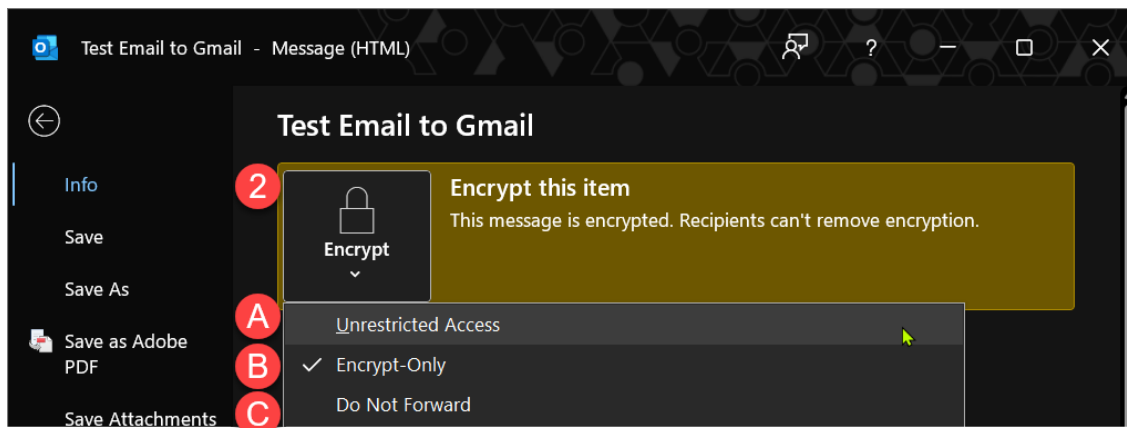 Test Email to Gmail - Message (HTML)
?
Test Email to Gmail
Info
Save
Save As
Save as Adobe
PDF
Save Attachments
2
Encrypt
Encrypt this item
This message is encrypted. Recipients can't remove encryption.
A
Unrestricted Access
B
Encrypt-Only
C
Do Not Forward